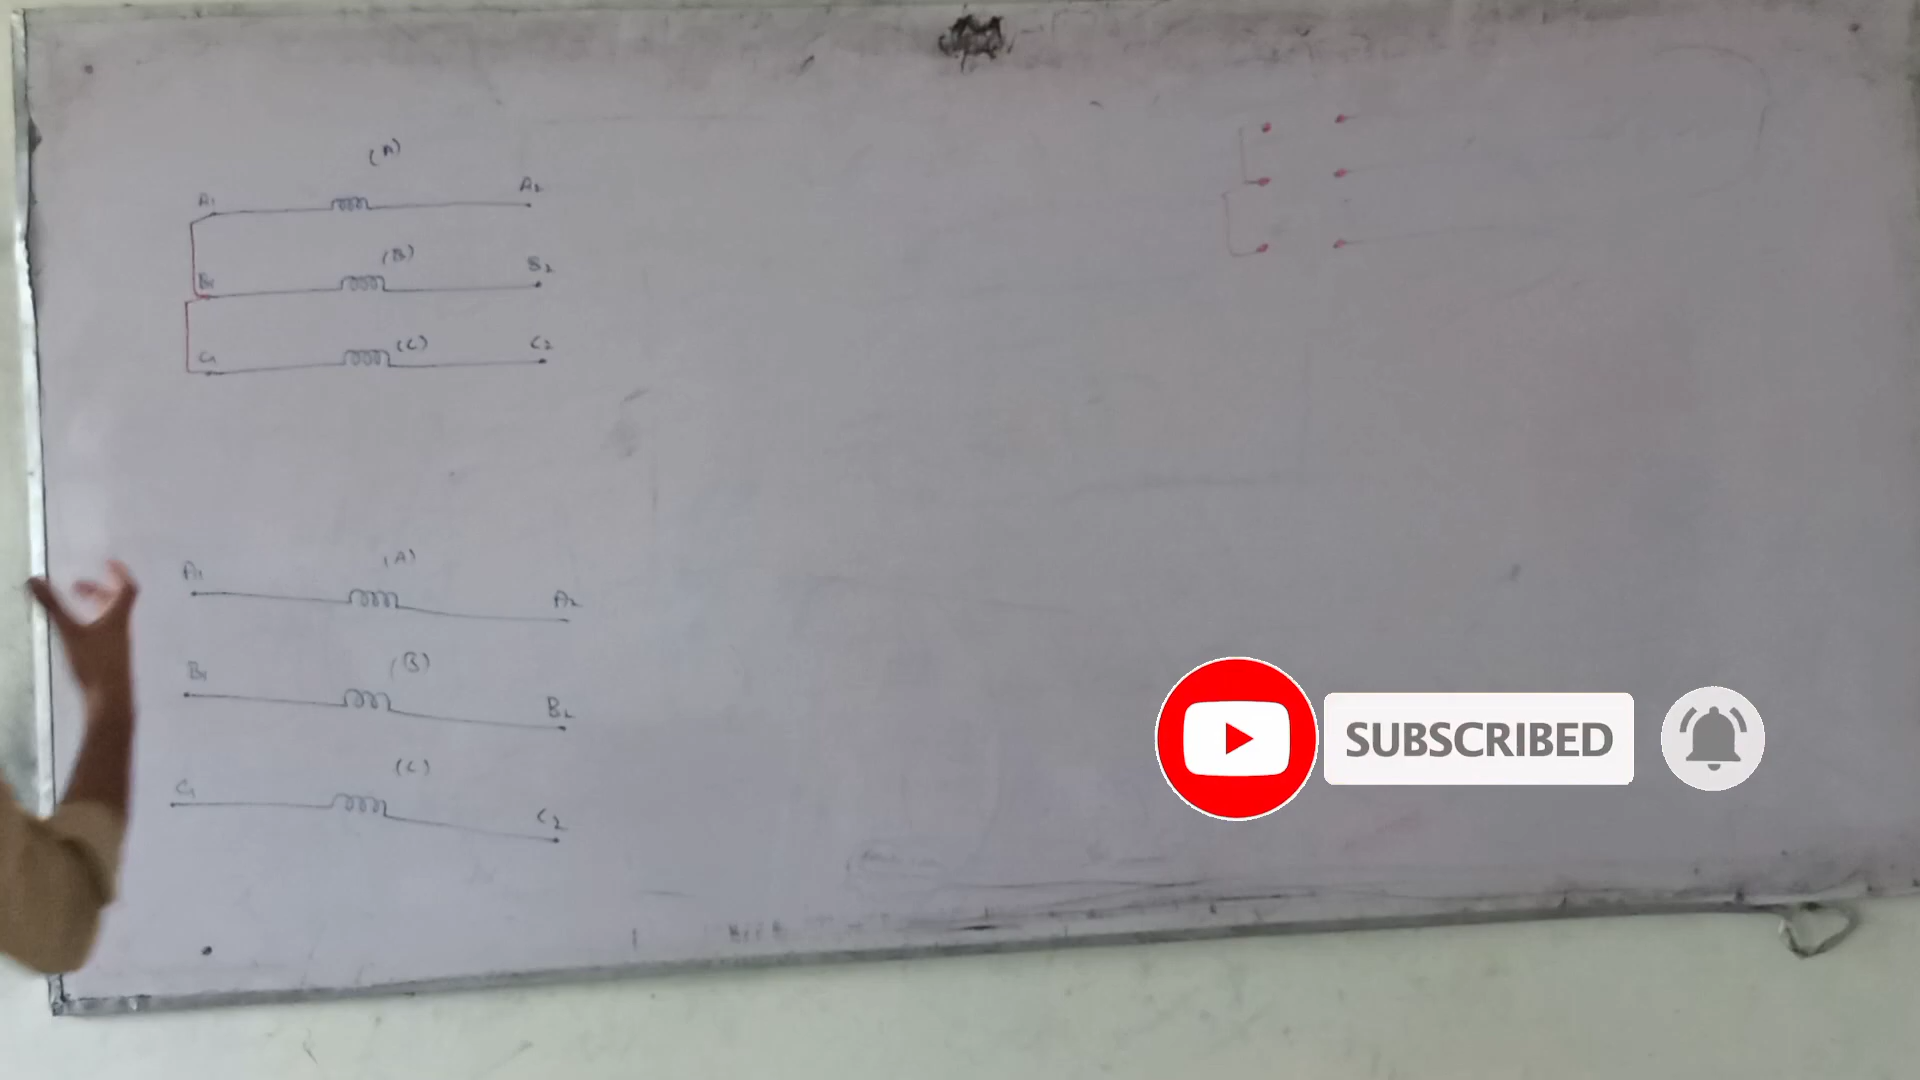 (A)
A1 A2
(B)
B1 B2
(C)
C1 C2
(A)
A1 A2
(B)
B1 B2
(C)
C1 C2
SUBSCRIBED